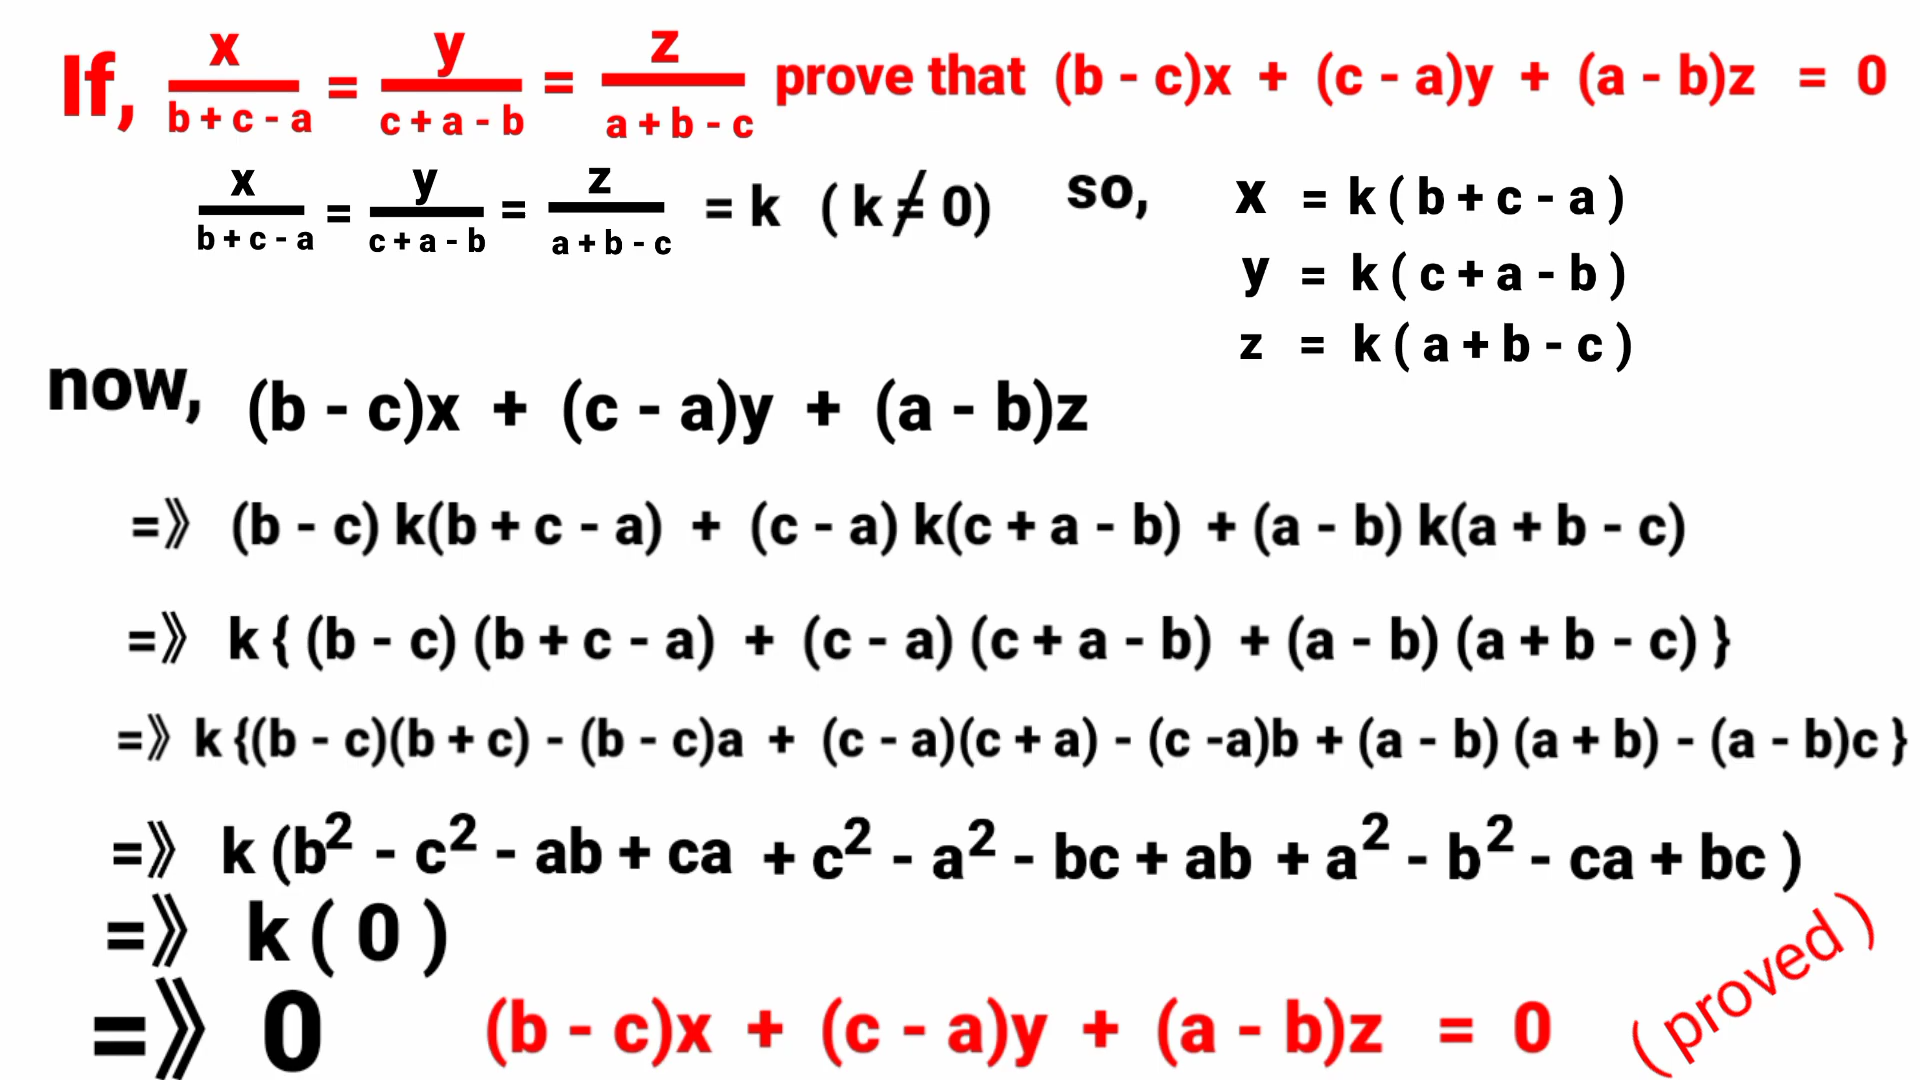 If, x/(b + c - a) = y/(c + a - b) = z/(a + b - c) prove that (b - c)x + (c - a)y + (a - b)z = 0
x/(b + c - a) = y/(c + a - b) = z/(a + b - c) = k ( k ≠ 0) so, x = k ( b + c - a )
y = k ( c + a - b )
z = k ( a + b - c )
now, (b - c)x + (c - a)y + (a - b)z
=》 (b - c) k(b + c - a) + (c - a) k(c + a - b) + (a - b) k(a + b - c)
=》 k { (b - c) (b + c - a) + (c - a) (c + a - b) + (a - b) (a + b - c) }
=》 k {(b - c)(b + c) - (b - c)a + (c - a)(c + a) - (c -a)b + (a - b) (a + b) - (a - b)c }
=》 k (b² - c² - ab + ca + c² - a² - bc + ab + a² - b² - ca + bc )
=》 k ( 0 )
=》 0 (b - c)x + (c - a)y + (a - b)z = 0 ( proved )